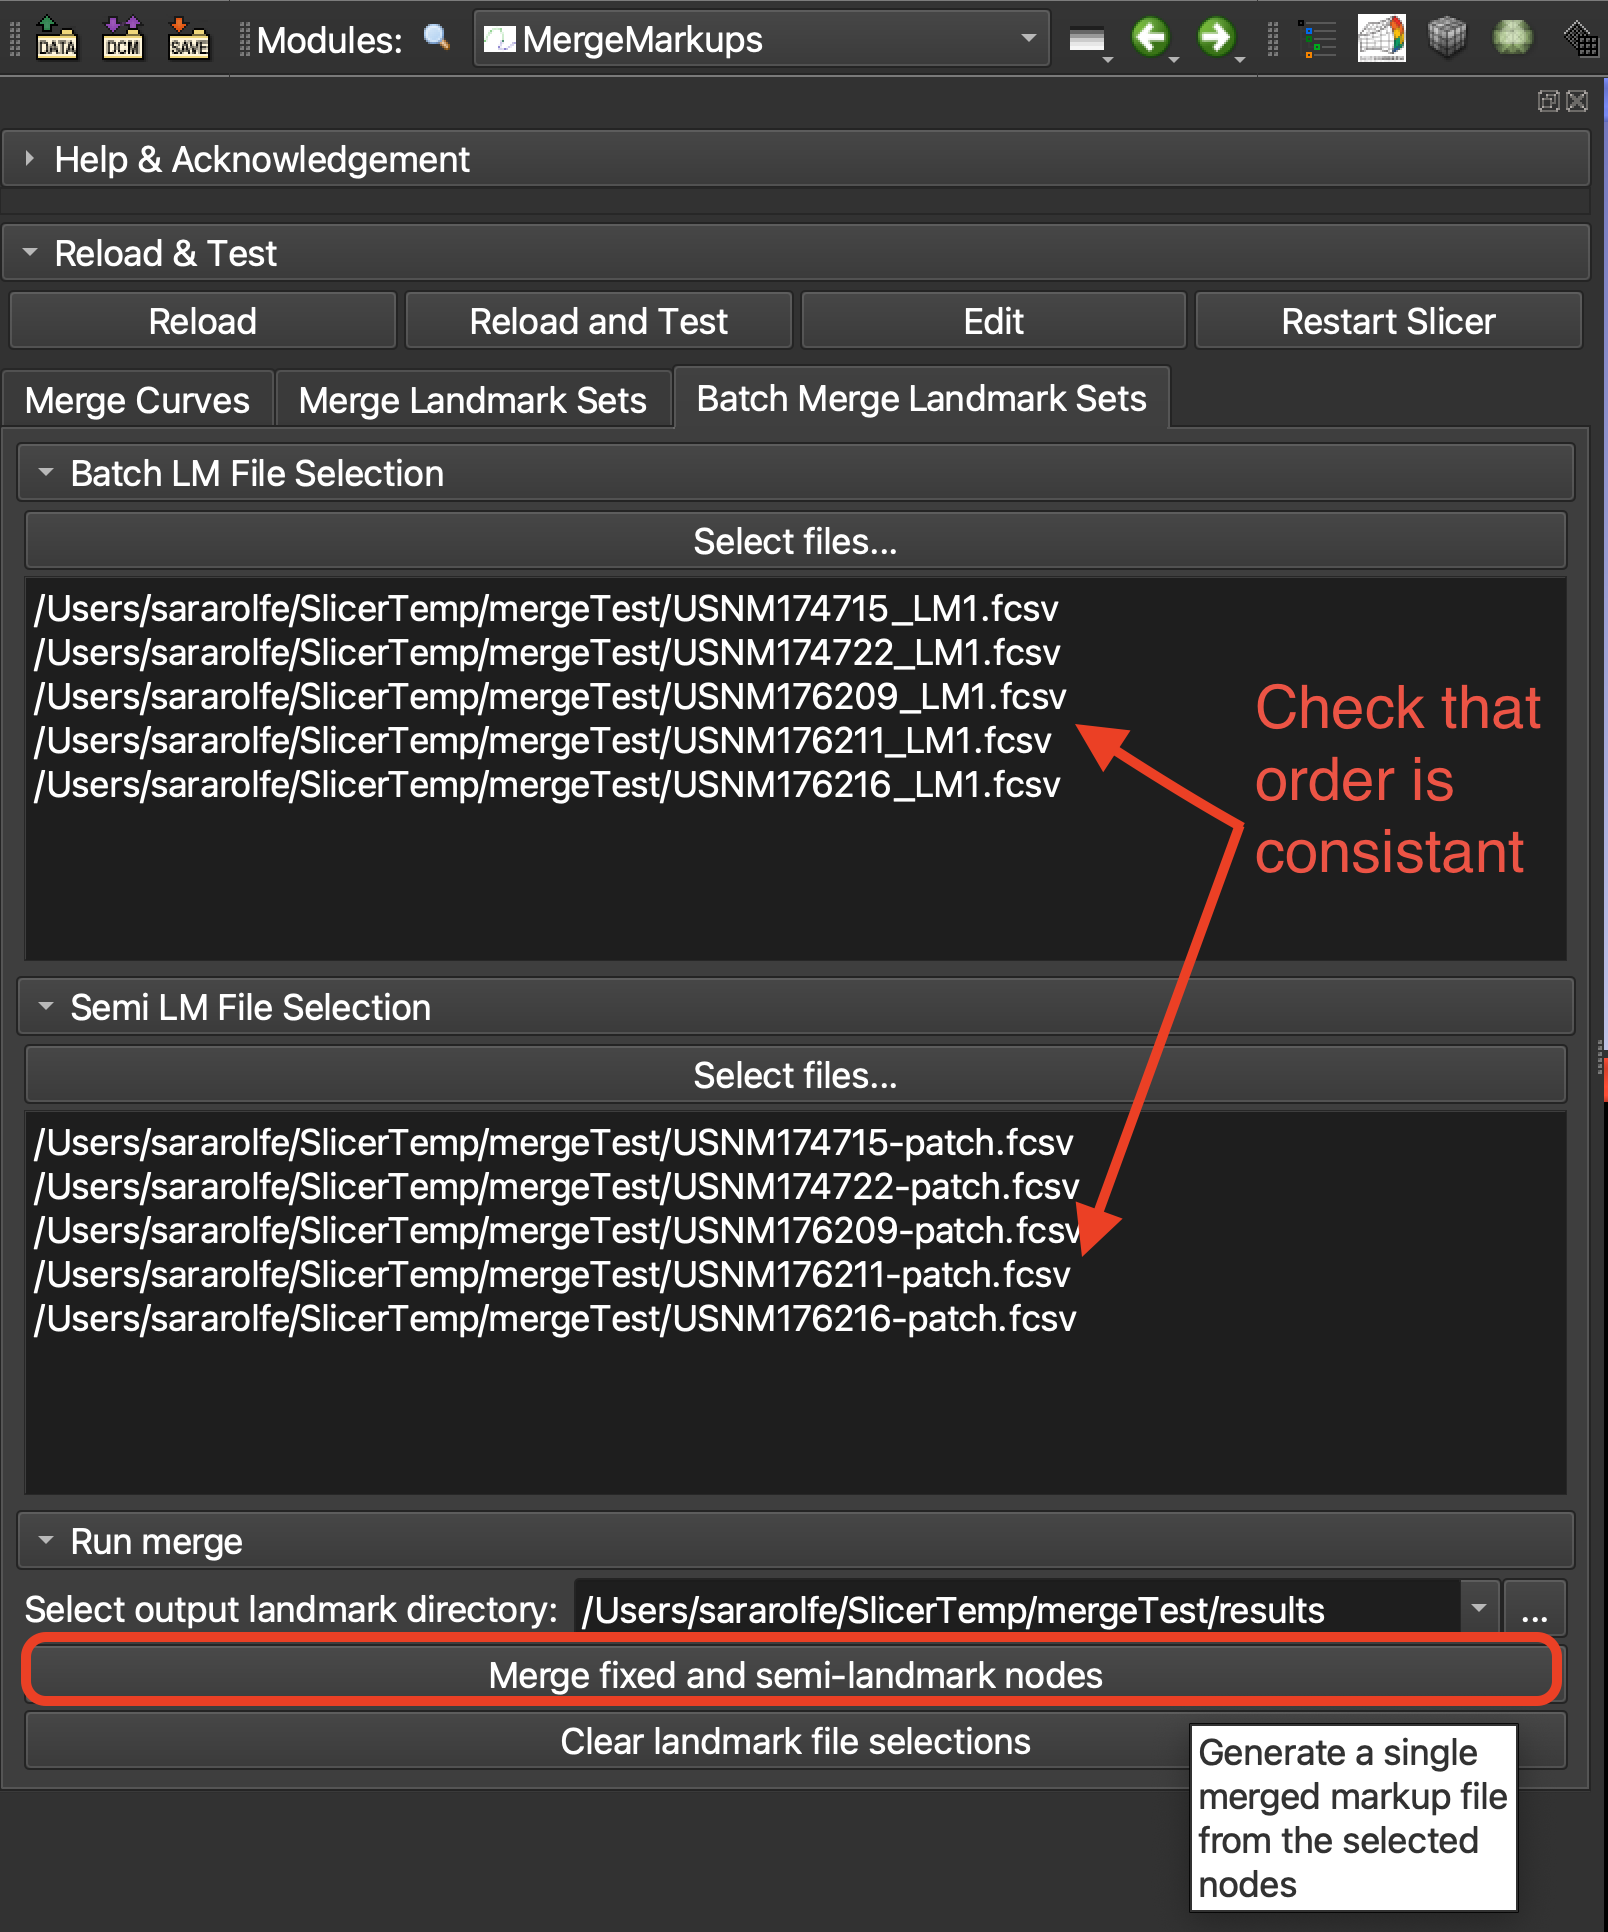 DATA DCM SAVE Modules: MergeMarkups
Help & Acknowledgement
Reload & Test
Reload Reload and Test Edit Restart Slicer
Merge Curves Merge Landmark Sets Batch Merge Landmark Sets
Batch LM File Selection
Select files...
/Users/sararolfe/SlicerTemp/mergeTest/USNM174715_LM1.fcsv
/Users/sararolfe/SlicerTemp/mergeTest/USNM174722_LM1.fcsv
/Users/sararolfe/SlicerTemp/mergeTest/USNM176209_LM1.fcsv
/Users/sararolfe/SlicerTemp/mergeTest/USNM176211_LM1.fcsv
/Users/sararolfe/SlicerTemp/mergeTest/USNM176216_LM1.fcsv
Check that
order is
consistant
Semi LM File Selection
Select files...
/Users/sararolfe/SlicerTemp/mergeTest/USNM174715-patch.fcsv
/Users/sararolfe/SlicerTemp/mergeTest/USNM174722-patch.fcsv
/Users/sararolfe/SlicerTemp/mergeTest/USNM176209-patch.fcsv
/Users/sararolfe/SlicerTemp/mergeTest/USNM176211-patch.fcsv
/Users/sararolfe/SlicerTemp/mergeTest/USNM176216-patch.fcsv
Run merge
Select output landmark directory: /Users/sararolfe/SlicerTemp/mergeTest/results ...
Merge fixed and semi-landmark nodes
Clear landmark file selections
Generate a single
merged markup file
from the selected
nodes